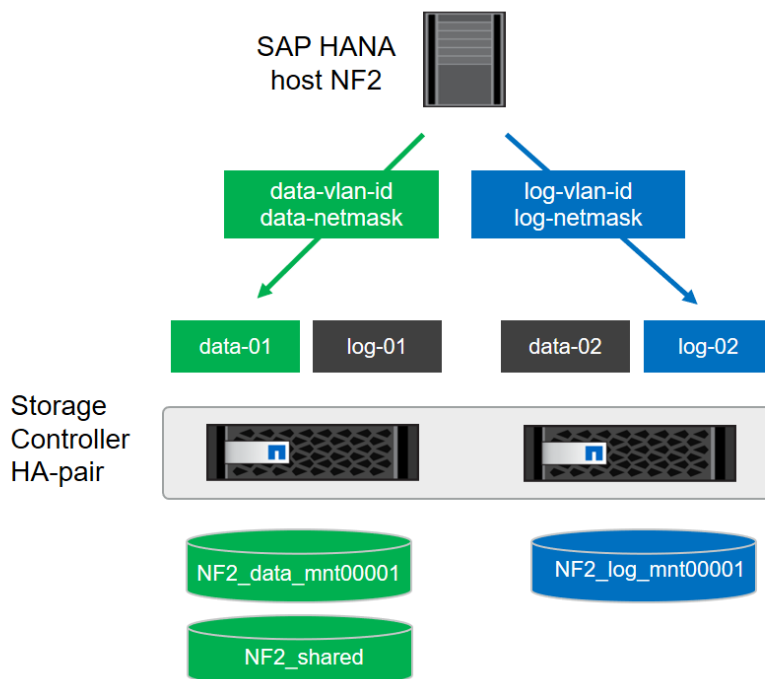 SAP HANA
host NF2
data-vlan-id
data-netmask
log-vlan-id
log-netmask
data-01
log-01
data-02
log-02
Storage
Controller
HA-pair
NF2_data_mnt00001
NF2_log_mnt00001
NF2_shared